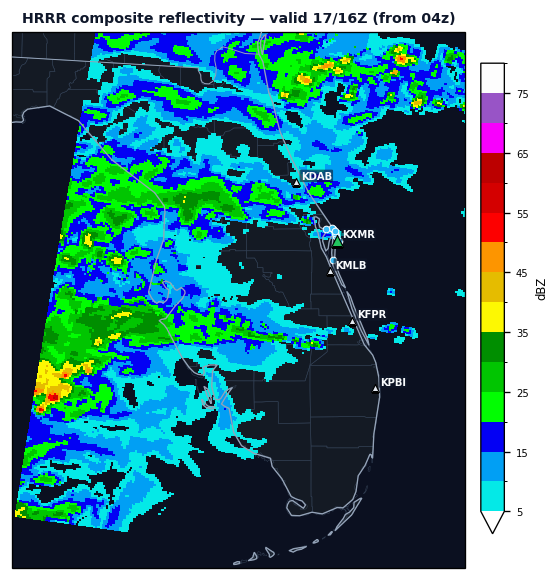 HRRR composite reflectivity — valid 17/16Z (from 04z)
KDAB
KXMR
KMLB
KFPR
KPBI
75
65
55
45
35
25
15
5
dBZ